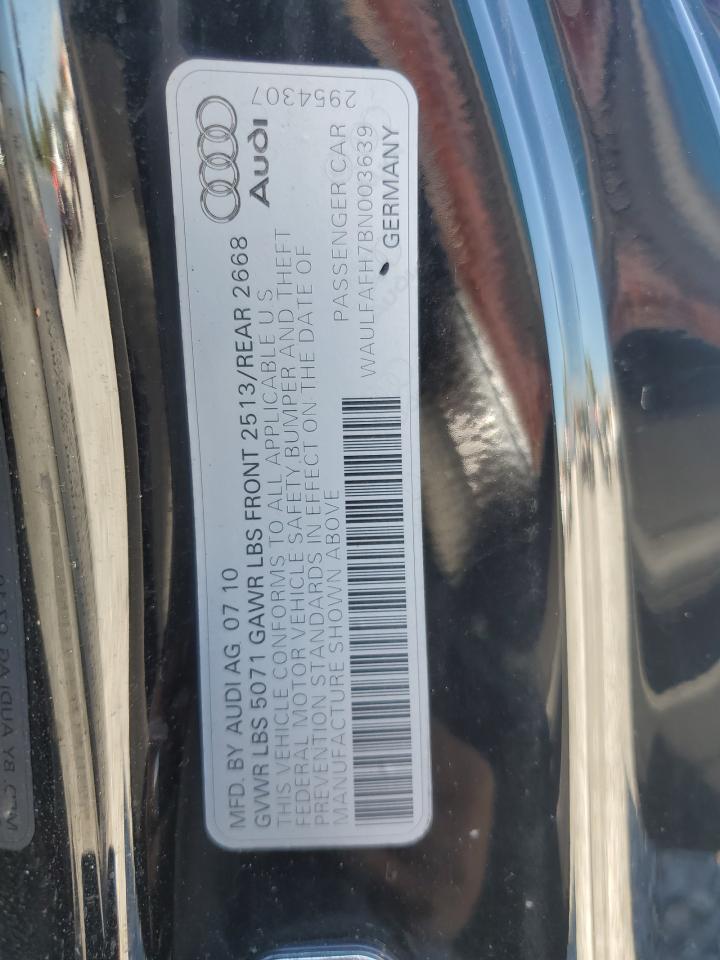 MFD. BY AUDI AG 07 10
GVWR LBS 5071 GAWR LBS FRONT 2513/REAR 2668
THIS VEHICLE CONFORMS TO ALL APPLICABLE U S
FEDERAL MOTOR VEHICLE SAFETY, BUMPER AND THEFT
PREVENTION STANDARDS IN EFFECT ON THE DATE OF
MANUFACTURE SHOWN ABOVE
Audi
2954307
PASSENGER CAR
WAULFAFH7BN003639
GERMANY